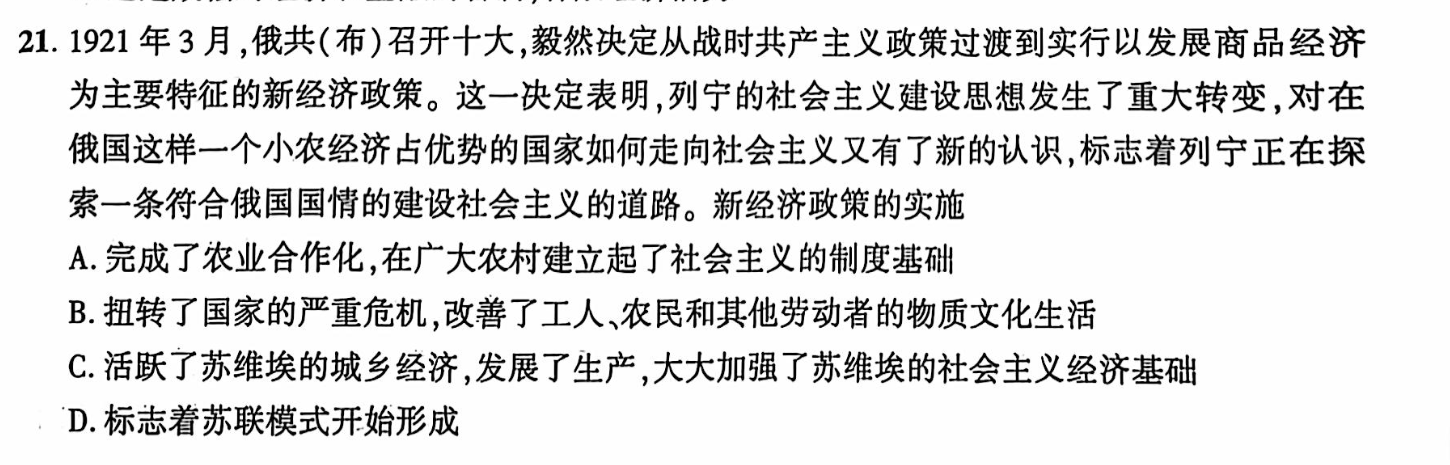 21. 1921 年 3 月,俄共(布)召开十大,毅然决定从战时共产主义政策过渡到实行以发展商品经济
为主要特征的新经济政策。这一决定表明,列宁的社会主义建设思想发生了重大转变,对在
俄国这样一个小农经济占优势的国家如何走向社会主义又有了新的认识,标志着列宁正在探
索一条符合俄国国情的建设社会主义的道路。新经济政策的实施
A. 完成了农业合作化,在广大农村建立起了社会主义的制度基础
B. 扭转了国家的严重危机,改善了工人、农民和其他劳动者的物质文化生活
C. 活跃了苏维埃的城乡经济,发展了生产,大大加强了苏维埃的社会主义经济基础
D. 标志着苏联模式开始形成